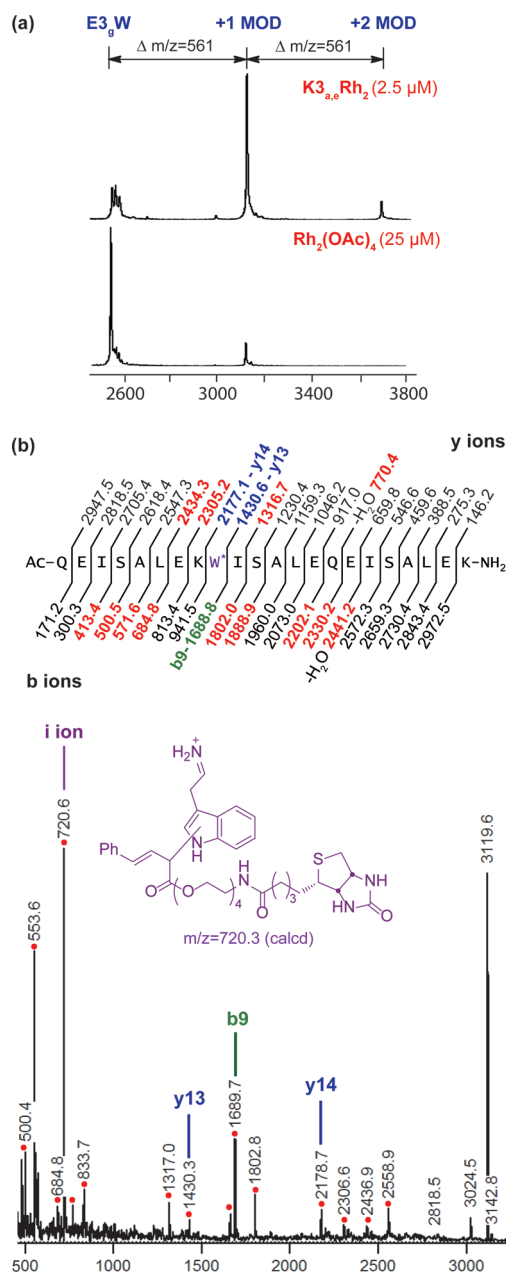 (a)
E3gW +1 MOD +2 MOD
Δ m/z=561 Δ m/z=561
K3a,eRh2 (2.5 µM)
Rh2(OAc)4 (25 µM)
2600 3000 3400 3800
(b)
y ions
2947.5 2818.5 2705.4 2618.4 2547.3 2434.3 2305.2 2177.1 - y14 1430.6 - y13 1316.7 1230.4 1159.3 1046.2 917.0 -H2O 770.4 659.8 546.6 459.6 388.5 275.3 146.2
Ac-Q E I S A L E K W* I S A L E Q E I S A L E K-NH2
171.2 300.3 413.4 500.5 571.6 684.8 813.4 941.5 b9-1688.8 1802.0 1888.9 1960.0 2073.0 2202.1 2330.2 -H2O 2441.2 2572.3 2659.3 2730.4 2843.4 2972.5
b ions
i ion
720.6
553.6
500.4
684.8
833.7
H2N
+
Ph
NH
O
O
4
H
N
O
3
S
NH
HN
O
m/z=720.3 (calcd)
b9
1689.7
y13
1430.3
1317.0
1802.8
y14
2178.7
2306.6
2436.9
2558.9
2818.5
3024.5
3119.6
3142.8
500 1000 1500 2000 2500 3000